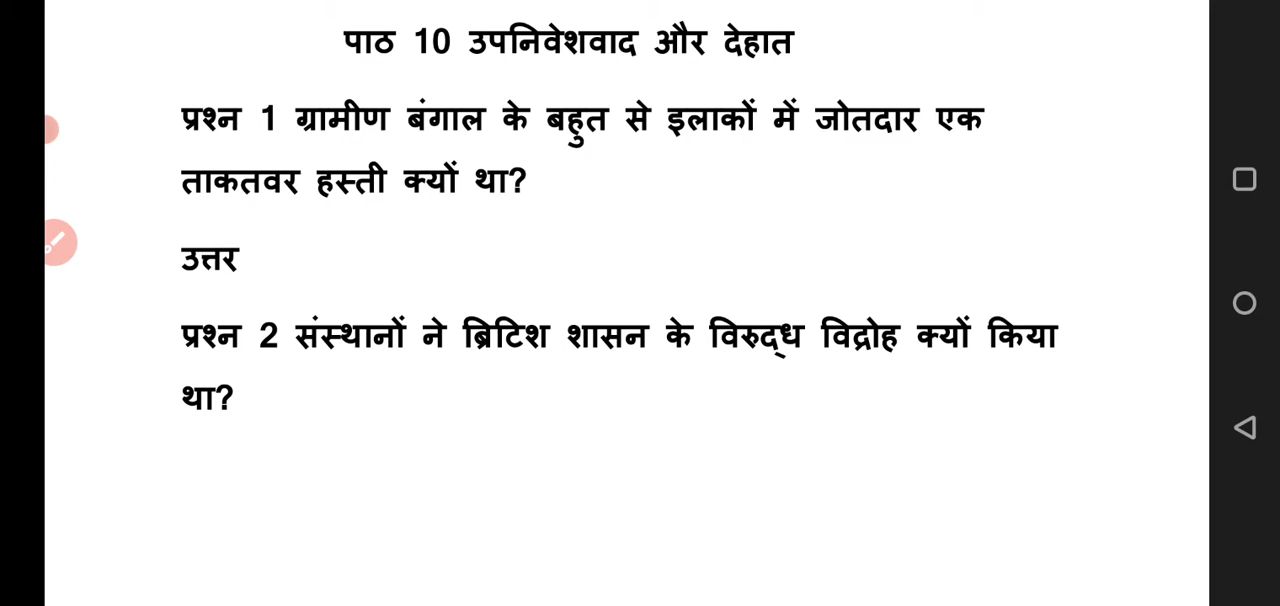 पाठ 10 उपनिवेशवाद और देहात
प्रश्न 1 ग्रामीण बंगाल के बहुत से इलाकों में जोतदार एक
ताकतवर हस्ती क्यों था?
उत्तर
प्रश्न 2 संस्थानों ने ब्रिटिश शासन के विरुद्ध विद्रोह क्यों किया
था?